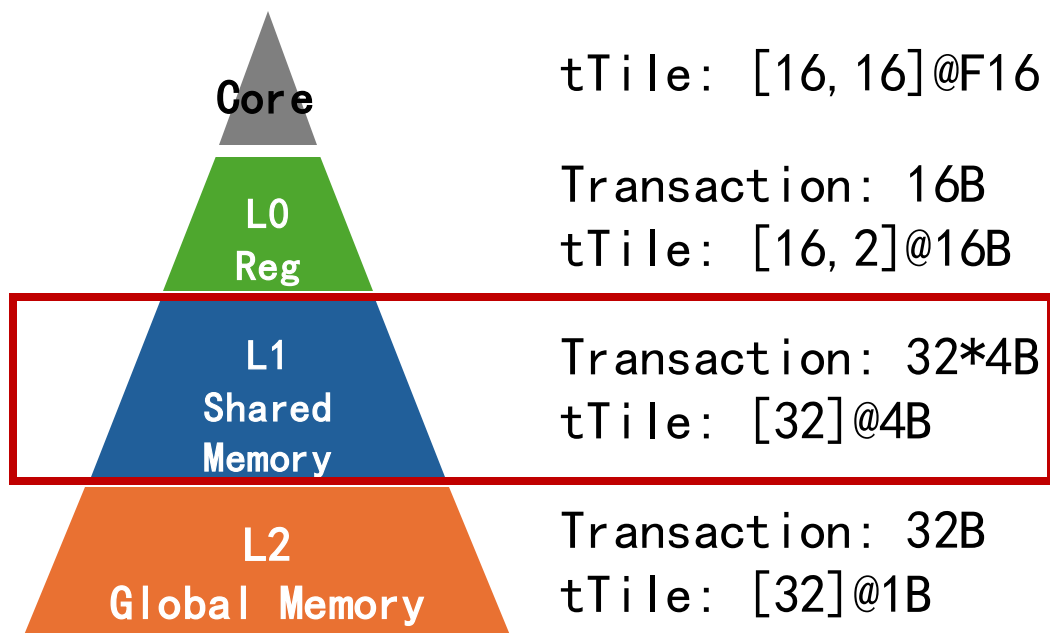 Core
tTile: [16,16]@F16
L0
Reg
Transaction: 16B
tTile: [16,2]@16B
L1
Shared
Memory
Transaction: 32*4B
tTile: [32]@4B
L2
Global Memory
Transaction: 32B
tTile: [32]@1B